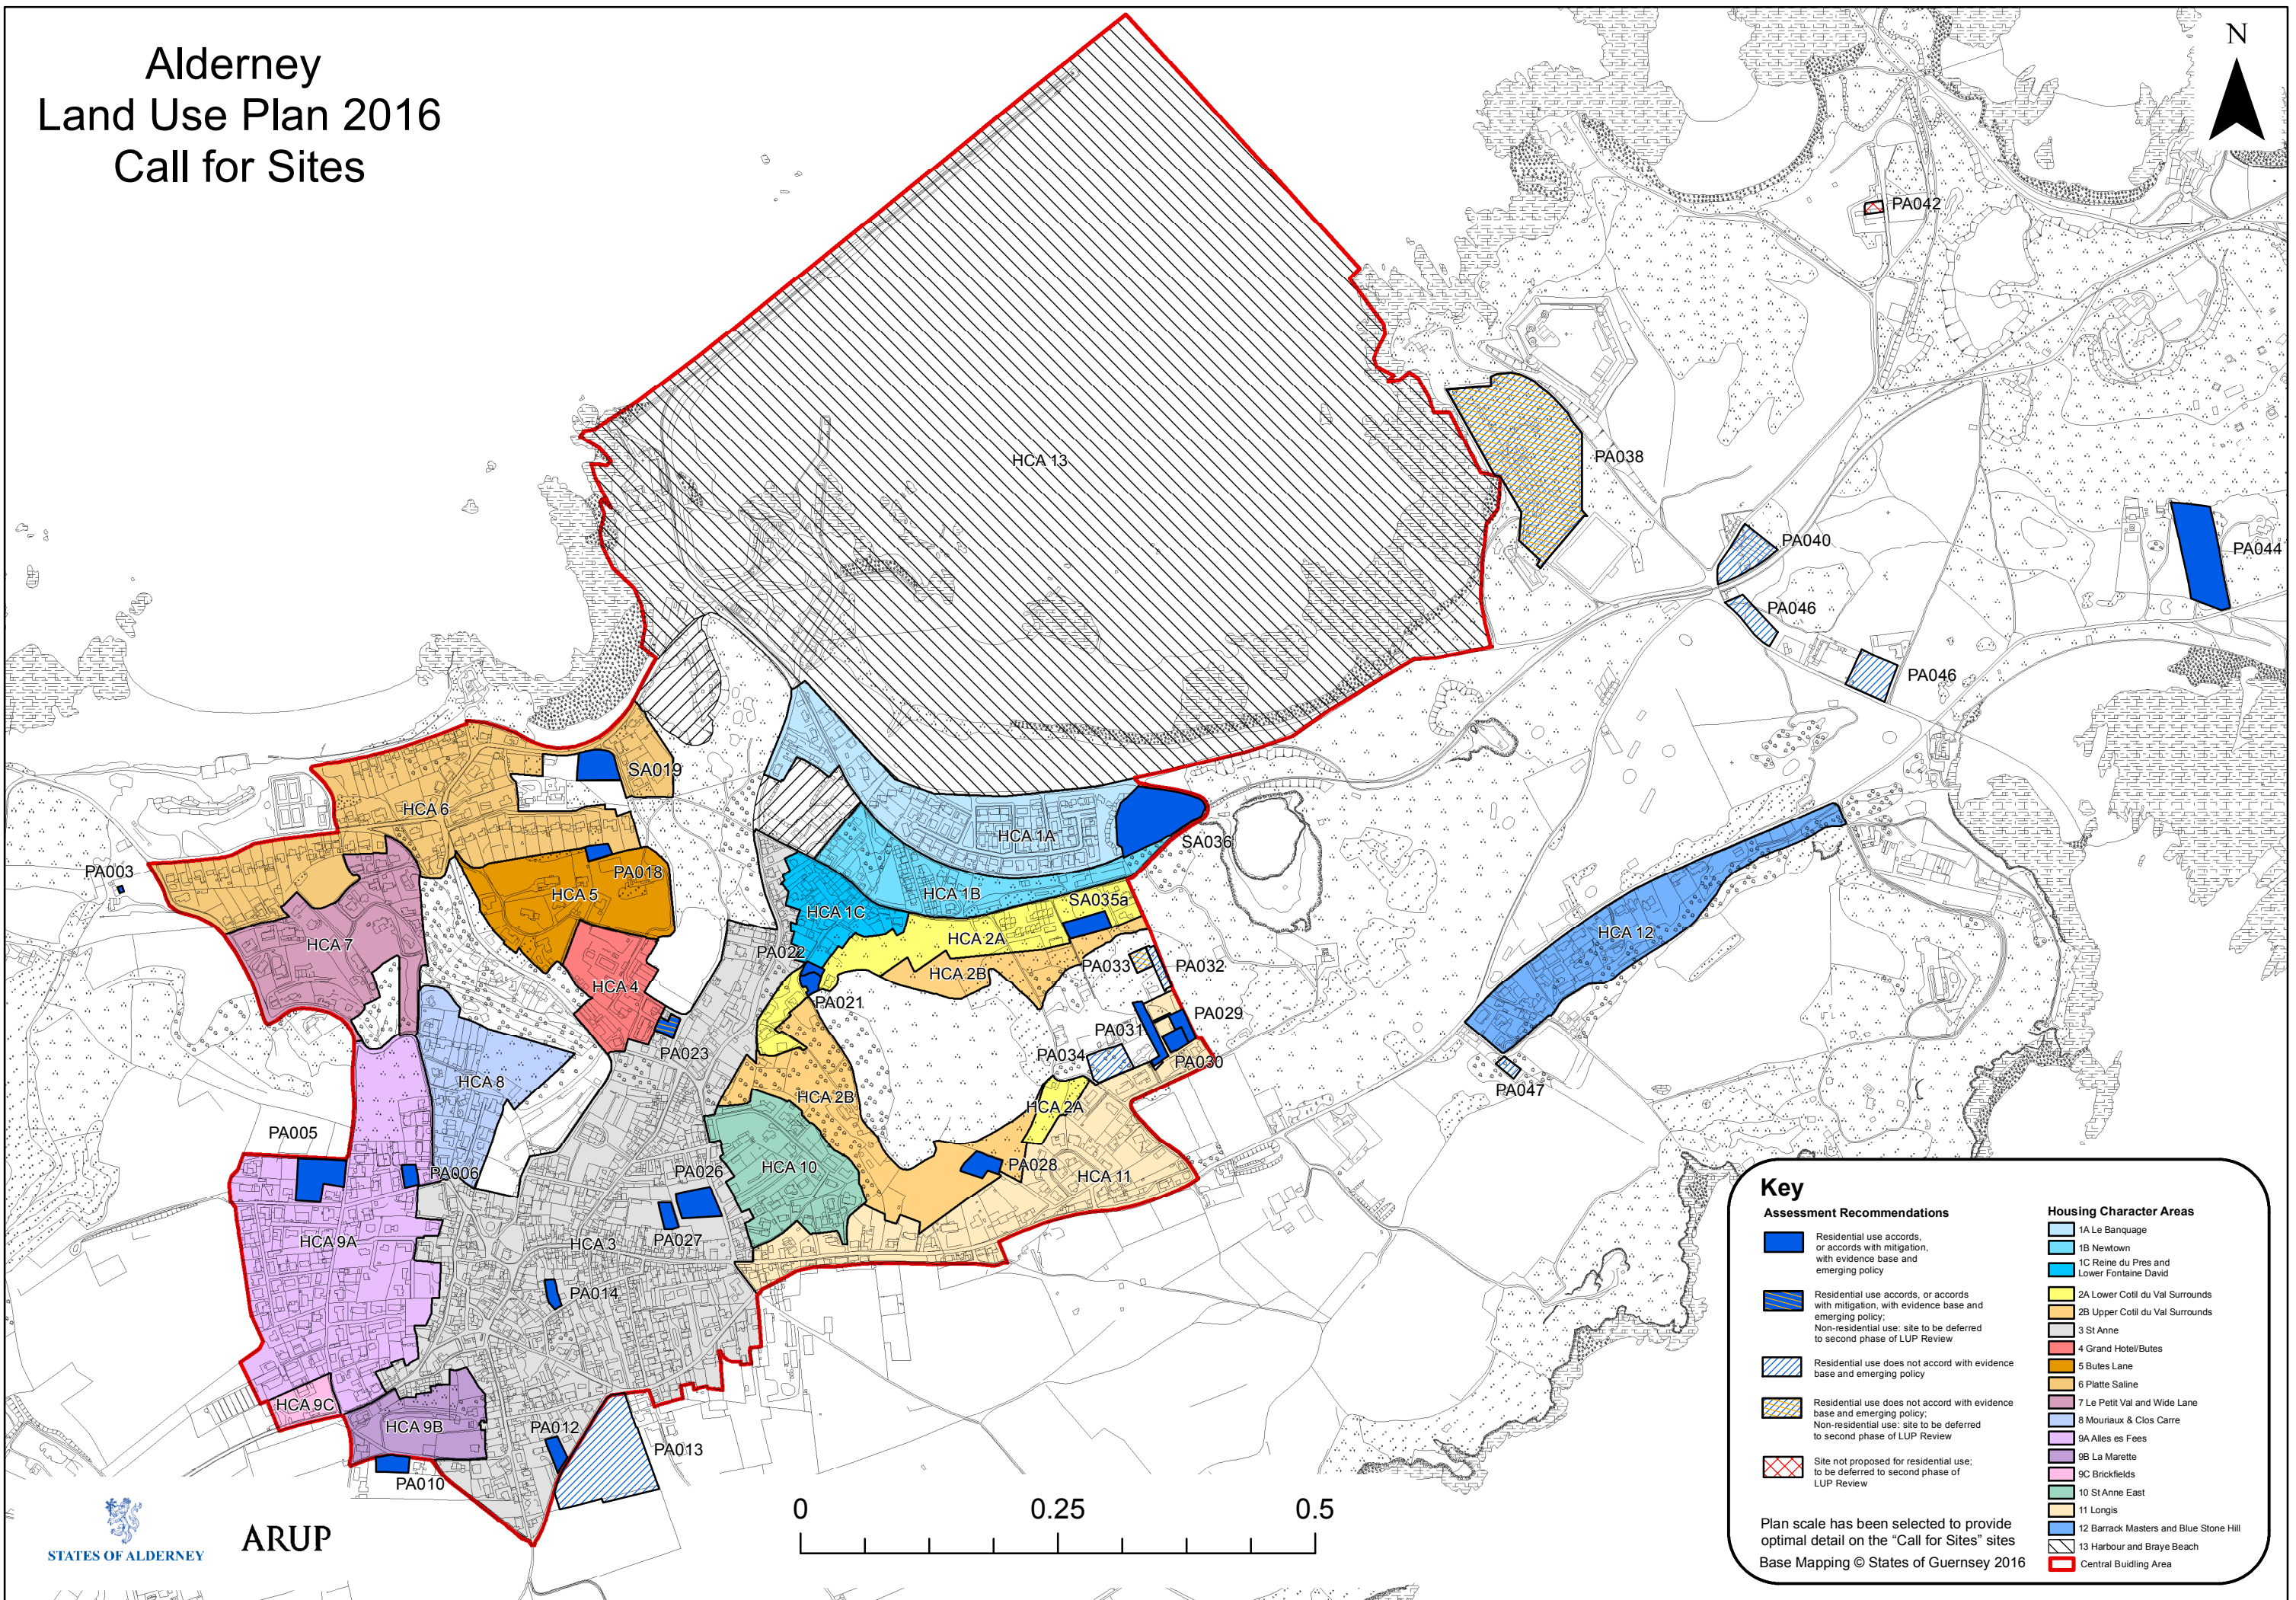 Alderney
Land Use Plan 2016
Call for Sites
N
PA042
HCA 13
PA038
PA040
PA044
PA046
PA046
SA019
HCA 6
HCA 1A
SA036
PA003
PA018
HCA 5
HCA 1B
HCA 1C
SA035a
HCA 7
HCA 2A
HCA 12
PA022
HCA 2B
PA033
PA032
HCA 4
PA021
PA029
PA031
PA023
PA034
PA030
HCA 8
PA047
HCA 2B
HCA 2A
PA005
PA006
PA026
HCA 10
PA028
HCA 11
HCA 9A
HCA 3
PA027
PA014
HCA 9C
HCA 9B
PA012
PA013
PA010
STATES OF ALDERNEY
ARUP
0
0.25
0.5
Key
Assessment Recommendations
Residential use accords,
or accords with mitigation,
with evidence base and
emerging policy
Residential use accords, or accords
with mitigation, with evidence base and
emerging policy;
Non-residential use: site to be deferred
to second phase of LUP Review
Residential use does not accord with evidence
base and emerging policy
Residential use does not accord with evidence
base and emerging policy;
Non-residential use: site to be deferred
to second phase of LUP Review
Site not proposed for residential use;
to be deferred to second phase of
LUP Review
Plan scale has been selected to provide
optimal detail on the “Call for Sites” sites
Base Mapping © States of Guernsey 2016
Housing Character Areas
1A Le Banquage
1B Newtown
1C Reine du Pres and
Lower Fontaine David
2A Lower Cotil du Val Surrounds
2B Upper Cotil du Val Surrounds
3 St Anne
4 Grand Hotel/Butes
5 Butes Lane
6 Platte Saline
7 Le Petit Val and Wide Lane
8 Mouriaux & Clos Carre
9A Alles es Fees
9B La Marette
9C Brickfields
10 St Anne East
11 Longis
12 Barrack Masters and Blue Stone Hill
13 Harbour and Braye Beach
Central Buidling Area